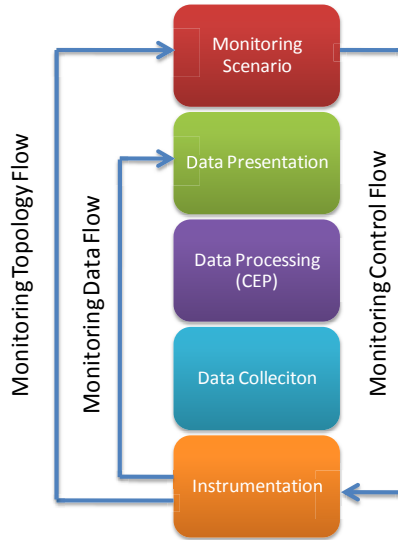 Monitoring
Scenario
Data Presentation
Data Processing
(CEP)
Data Colleciton
Instrumentation
Monitoring Topology Flow
Monitoring Data Flow
Monitoring Control Flow